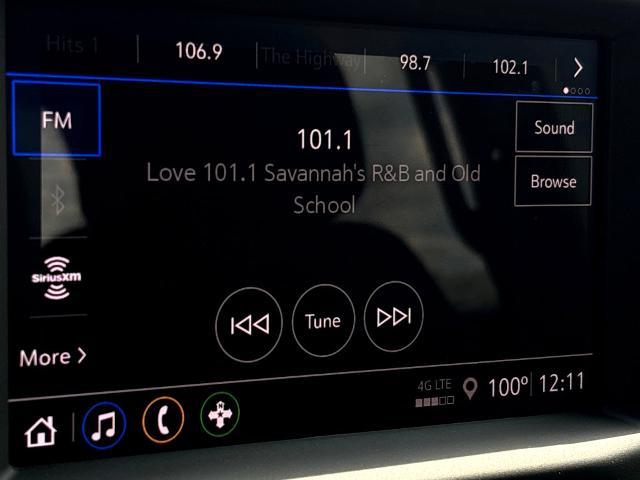 Hits 1
106.9
The Highway
98.7
102.1
FM
101.1
Love 101.1 Savannah's R&B and Old
School
Sound
Browse
SiriusXM
Tune
More
4G LTE
100°
12:11
N